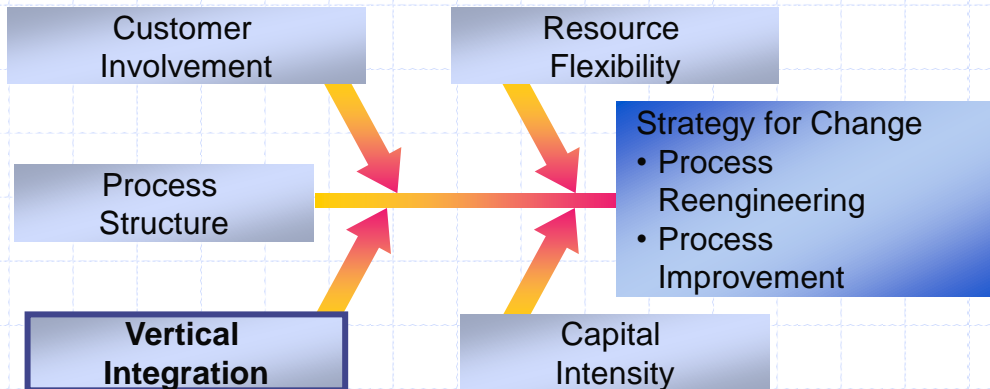 Customer
Involvement
Resource
Flexibility
Strategy for Change
• Process
Reengineering
• Process
Improvement
Process
Structure
Vertical
Integration
Capital
Intensity